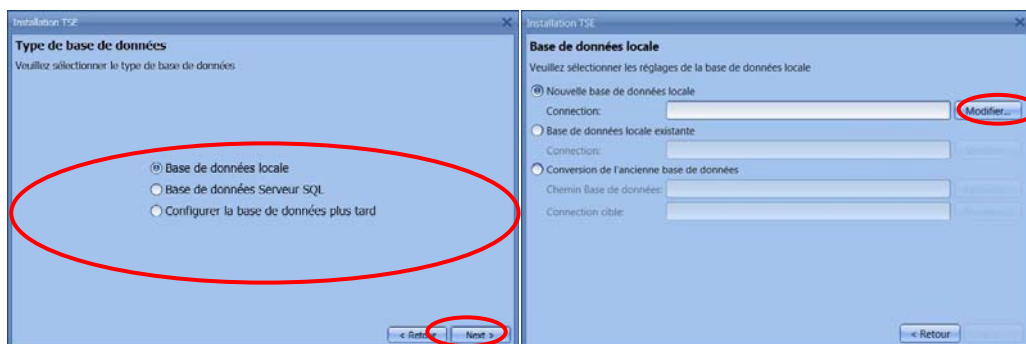 Installation TSE
Type de base de données
Veuillez sélectionner le type de base de données
Base de données locale
Base de données Serveur SQL
Configurer la base de données plus tard
< Retour
Next >
Installation TSE
Base de données locale
Veuillez sélectionner les réglages de la base de données locale
Nouvelle base de données locale
Connection:
Modifier...
Base de données locale existante
Connection:
Conversion de l'ancienne base de données
Chemin Base de données:
Connection cible:
< Retour